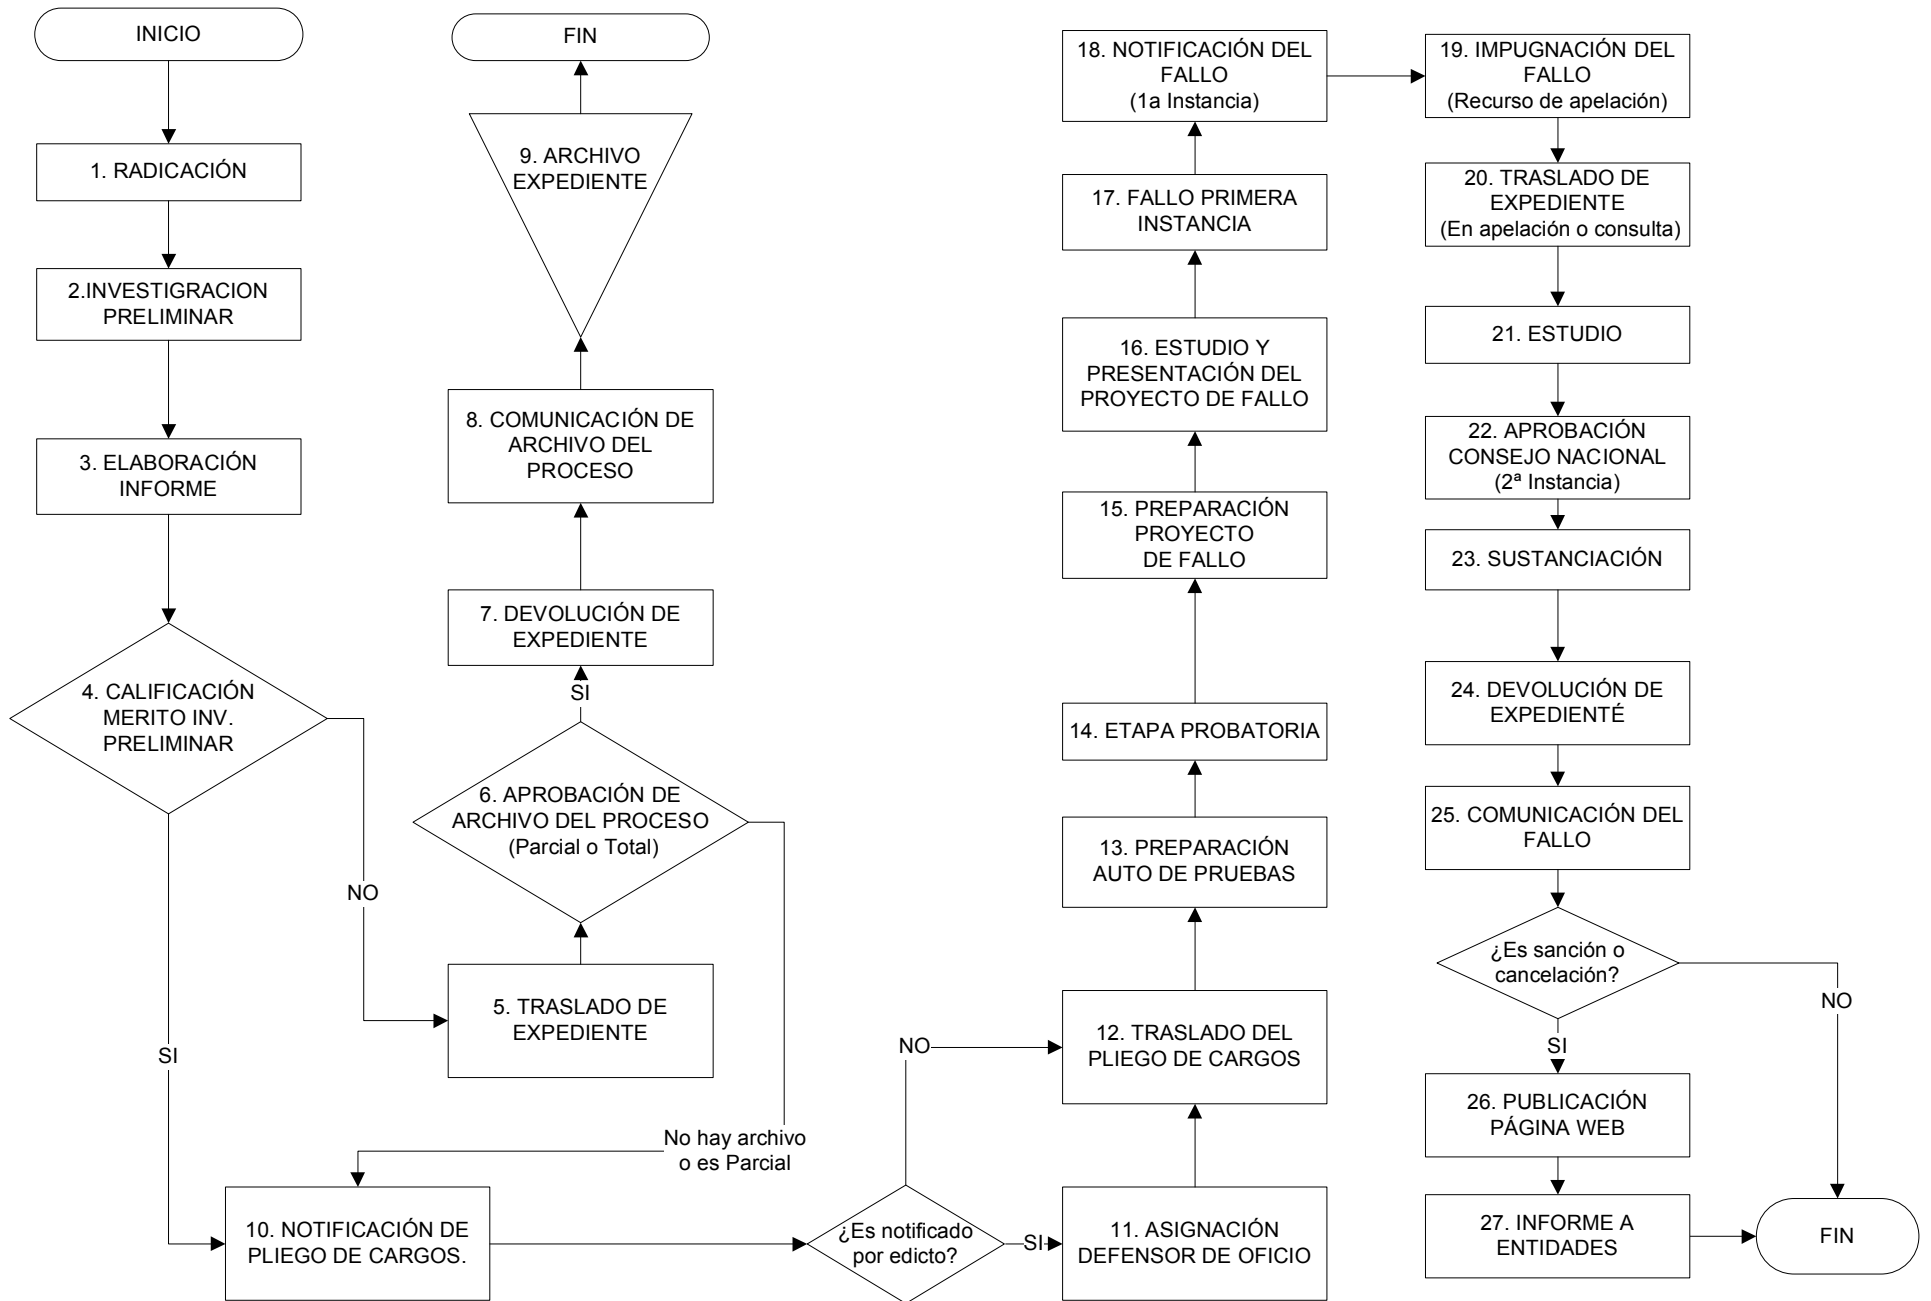 INICIO
1. RADICACIÓN
2.INVESTIGRACION
PRELIMINAR
3. ELABORACIÓN
INFORME
4. CALIFICACIÓN
MERITO INV.
PRELIMINAR
NO
SI
5. TRASLADO DE
EXPEDIENTE
6. APROBACIÓN DE
ARCHIVO DEL PROCESO
(Parcial o Total)
SI
No hay archivo
o es Parcial
7. DEVOLUCIÓN DE
EXPEDIENTE
8. COMUNICACIÓN DE
ARCHIVO DEL
PROCESO
9. ARCHIVO
EXPEDIENTE
FIN
10. NOTIFICACIÓN DE
PLIEGO DE CARGOS.
¿Es notificado
por edicto?
NO
SI
11. ASIGNACIÓN
DEFENSOR DE OFICIO
12. TRASLADO DEL
PLIEGO DE CARGOS
13. PREPARACIÓN
AUTO DE PRUEBAS
14. ETAPA PROBATORIA
15. PREPARACIÓN
PROYECTO
DE FALLO
16. ESTUDIO Y
PRESENTACIÓN DEL
PROYECTO DE FALLO
17. FALLO PRIMERA
INSTANCIA
18. NOTIFICACIÓN DEL
FALLO
(1a Instancia)
19. IMPUGNACIÓN DEL
FALLO
(Recurso de apelación)
20. TRASLADO DE
EXPEDIENTE
(En apelación o consulta)
21. ESTUDIO
22. APROBACIÓN
CONSEJO NACIONAL
(2ª Instancia)
23. SUSTANCIACIÓN
24. DEVOLUCIÓN DE
EXPEDIENTÉ
25. COMUNICACIÓN DEL
FALLO
¿Es sanción o
cancelación?
NO
SI
26. PUBLICACIÓN
PÁGINA WEB
27. INFORME A
ENTIDADES
FIN